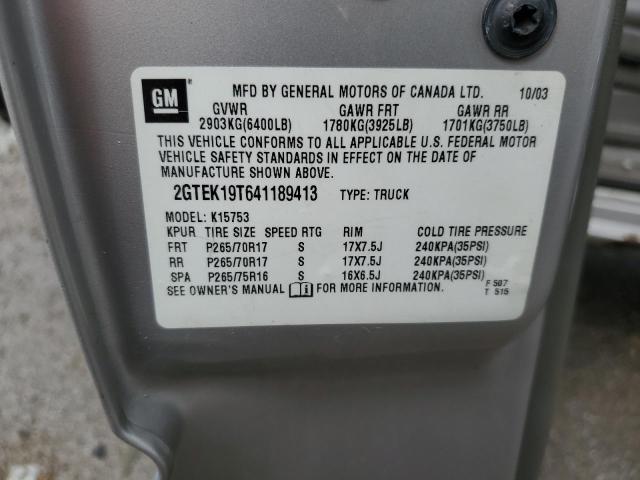 GM
MFD BY GENERAL MOTORS OF CANADA LTD. 10/03
GVWR GAWR FRT GAWR RR
2903KG(6400LB) 1780KG(3925LB) 1701KG(3750LB)
THIS VEHICLE CONFORMS TO ALL APPLICABLE U.S. FEDERAL MOTOR
VEHICLE SAFETY STANDARDS IN EFFECT ON THE DATE OF
MANUFACTURE SHOWN ABOVE.
2GTEK19T641189413 TYPE: TRUCK
MODEL: K15753
KPUR TIRE SIZE SPEED RTG RIM COLD TIRE PRESSURE
FRT P265/70R17 S 17X7.5J 240KPA(35PSI)
RR P265/70R17 S 17X7.5J 240KPA(35PSI)
SPA P265/75R16 S 16X6.5J 240KPA(35PSI)
SEE OWNER'S MANUAL FOR MORE INFORMATION.
F 507
T 515